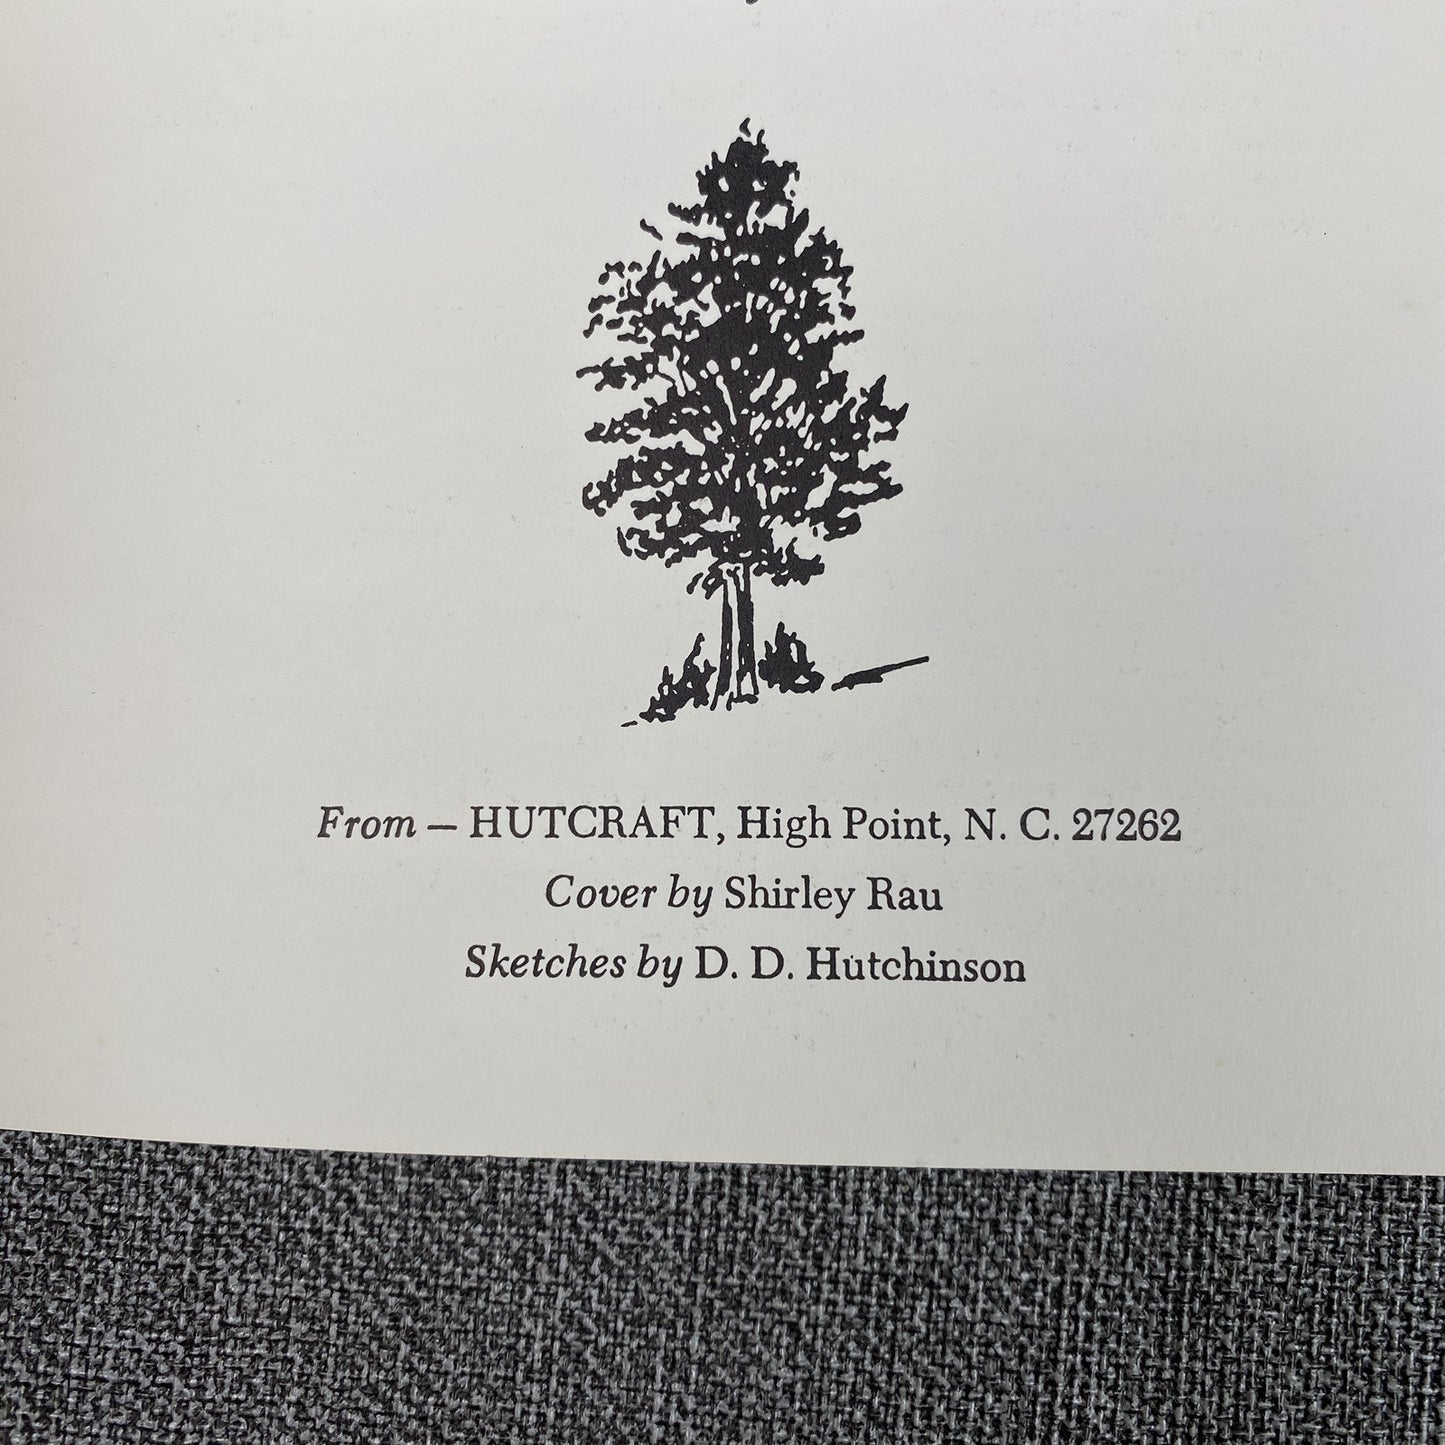 From – HUTCRAFT, High Point, N. C. 27262
Cover by Shirley Rau
Sketches by D. D. Hutchinson